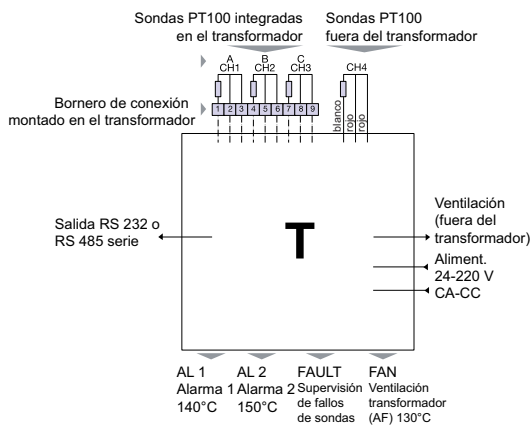 Sondas PT100 integradas
en el transformador
Sondas PT100
fuera del transformador
A
CH1
B
CH2
C
CH3
CH4
Bornero de conexión
montado en el transformador
1 2 3 4 5 6 7 8 9
blanco
rojo
rojo
Salida RS 232 o
RS 485 serie
T
Ventilación
(fuera del
transformador)
Aliment.
24-220 V
CA-CC
AL 1
Alarma 1
140°C
AL 2
Alarma 2
150°C
FAULT
Supervisión
de fallos
de sondas
FAN
Ventilación
transformador
(AF) 130°C